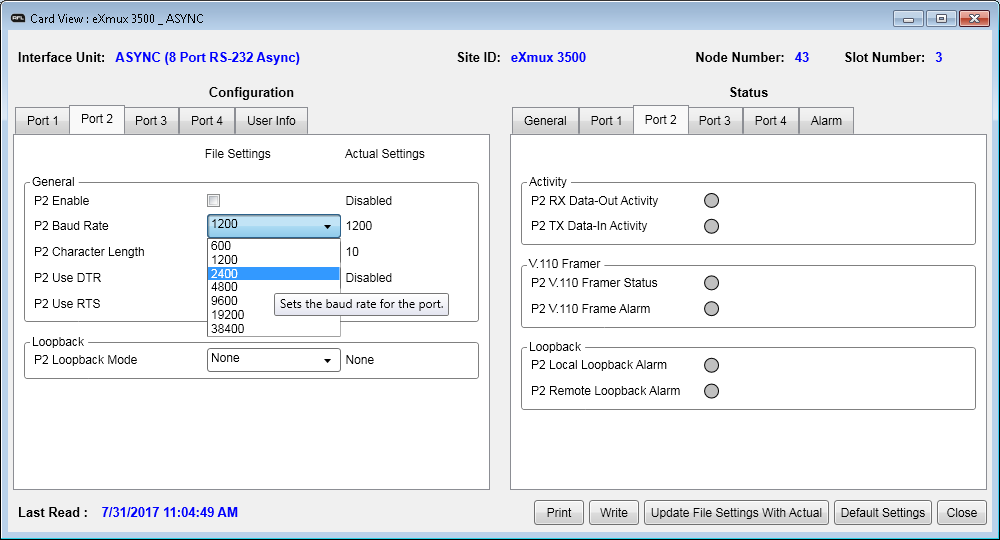 AFL Card View : eXmux 3500 _ ASYNC
Interface Unit: ASYNC (8 Port RS-232 Async) Site ID: eXmux 3500 Node Number: 43 Slot Number: 3
Configuration
Port 1 Port 2 Port 3 Port 4 User Info
File Settings Actual Settings
General
P2 Enable Disabled
P2 Baud Rate 1200 1200
600
1200
P2 Character Length 10
2400
P2 Use DTR Disabled
4800
9600
P2 Use RTS
Sets the baud rate for the port.
19200
38400
Loopback
P2 Loopback Mode None None
Status
General Port 1 Port 2 Port 3 Port 4 Alarm
Activity
P2 RX Data-Out Activity
P2 TX Data-In Activity
V.110 Framer
P2 V.110 Framer Status
P2 V.110 Frame Alarm
Loopback
P2 Local Loopback Alarm
P2 Remote Loopback Alarm
Last Read : 7/31/2017 11:04:49 AM
Print Write Update File Settings With Actual Default Settings Close